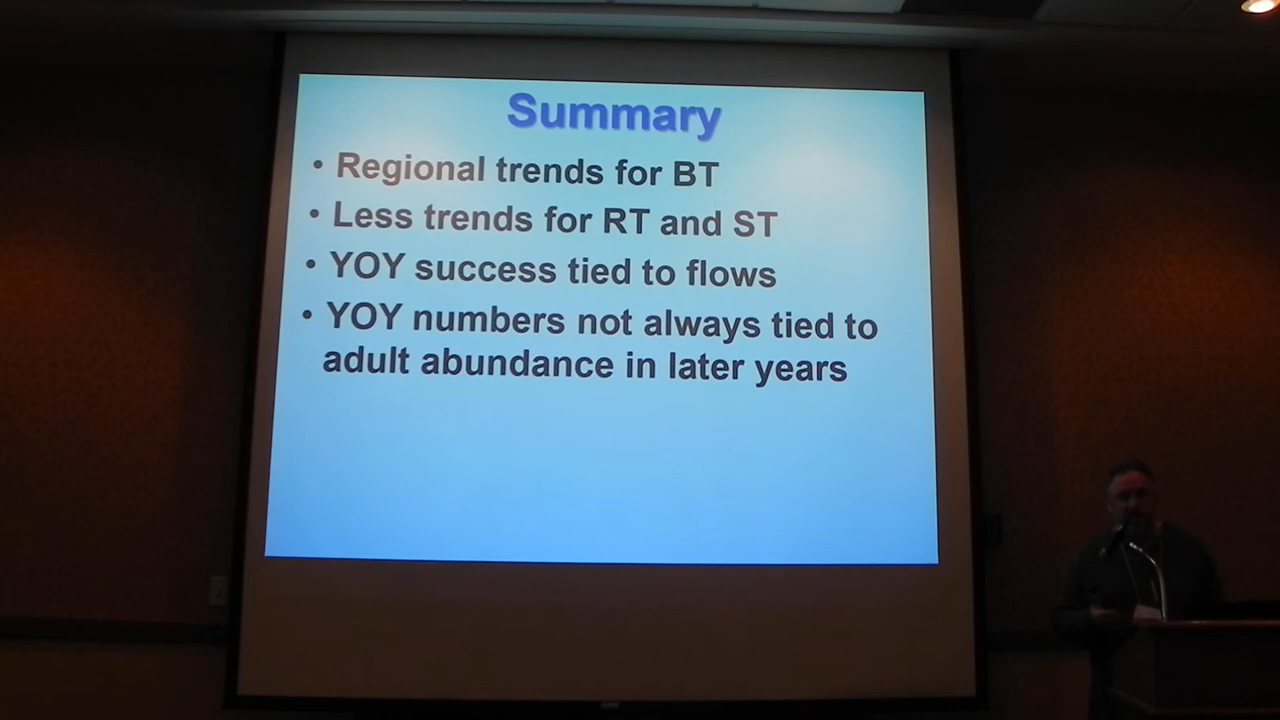 Summary
• Regional trends for BT
• Less trends for RT and ST
• YOY success tied to flows
• YOY numbers not always tied to
adult abundance in later years